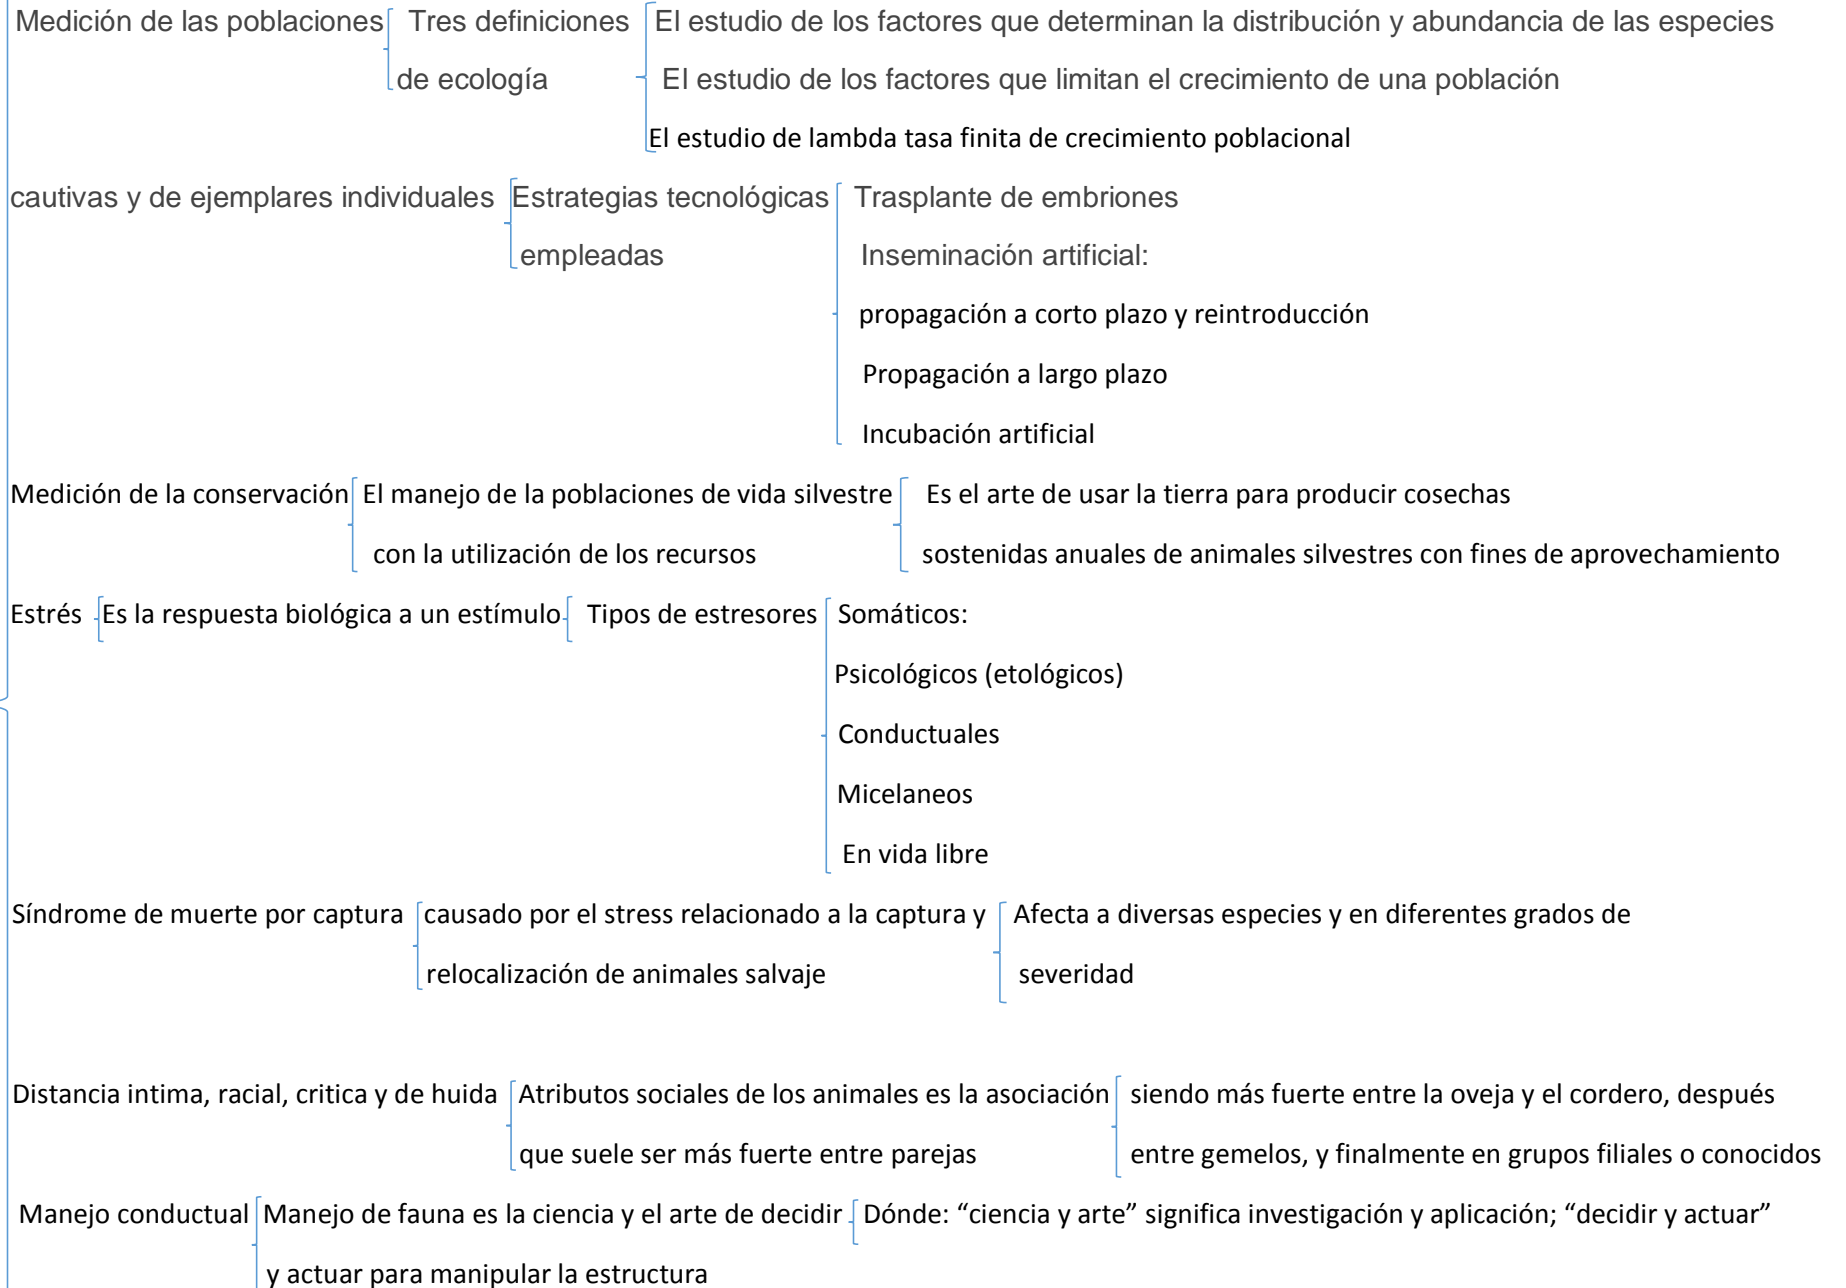 Medición de las poblaciones Tres definiciones El estudio de los factores que determinan la distribución y abundancia de las especies
de ecología El estudio de los factores que limitan el crecimiento de una población
El estudio de lambda tasa finita de crecimiento poblacional
cautivas y de ejemplares individuales Estrategias tecnológicas Trasplante de embriones
empleadas Inseminación artificial:
propagación a corto plazo y reintroducción
Propagación a largo plazo
Incubación artificial
Medición de la conservación El manejo de la poblaciones de vida silvestre Es el arte de usar la tierra para producir cosechas
con la utilización de los recursos sostenidas anuales de animales silvestres con fines de aprovechamiento
Estrés Es la respuesta biológica a un estímulo Tipos de estresores Somáticos:
Psicológicos (etológicos)
Conductuales
Micelaneos
En vida libre
Síndrome de muerte por captura causado por el stress relacionado a la captura y Afecta a diversas especies y en diferentes grados de
relocalización de animales salvaje severidad
Distancia intima, racial, critica y de huida Atributos sociales de los animales es la asociación siendo más fuerte entre la oveja y el cordero, después
que suele ser más fuerte entre parejas entre gemelos, y finalmente en grupos filiales o conocidos
Manejo conductual Manejo de fauna es la ciencia y el arte de decidir Dónde: “ciencia y arte” significa investigación y aplicación; “decidir y actuar”
y actuar para manipular la estructura